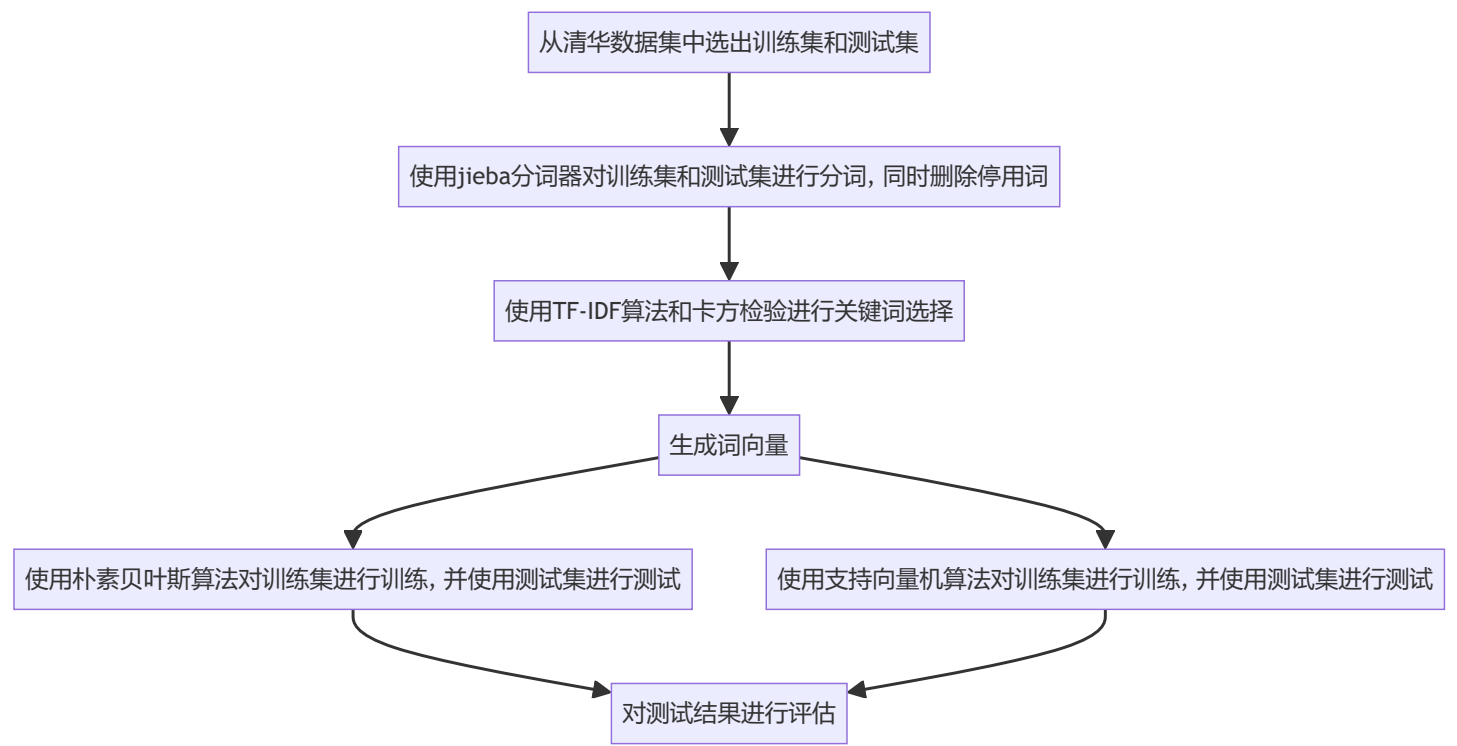 从清华数据集中选出训练集和测试集
使用jieba分词器对训练集和测试集进行分词, 同时删除停用词
使用TF-IDF算法和卡方检验进行关键词选择
生成词向量
使用朴素贝叶斯算法对训练集进行训练, 并使用测试集进行测试
使用支持向量机算法对训练集进行训练, 并使用测试集进行测试
对测试结果进行评估